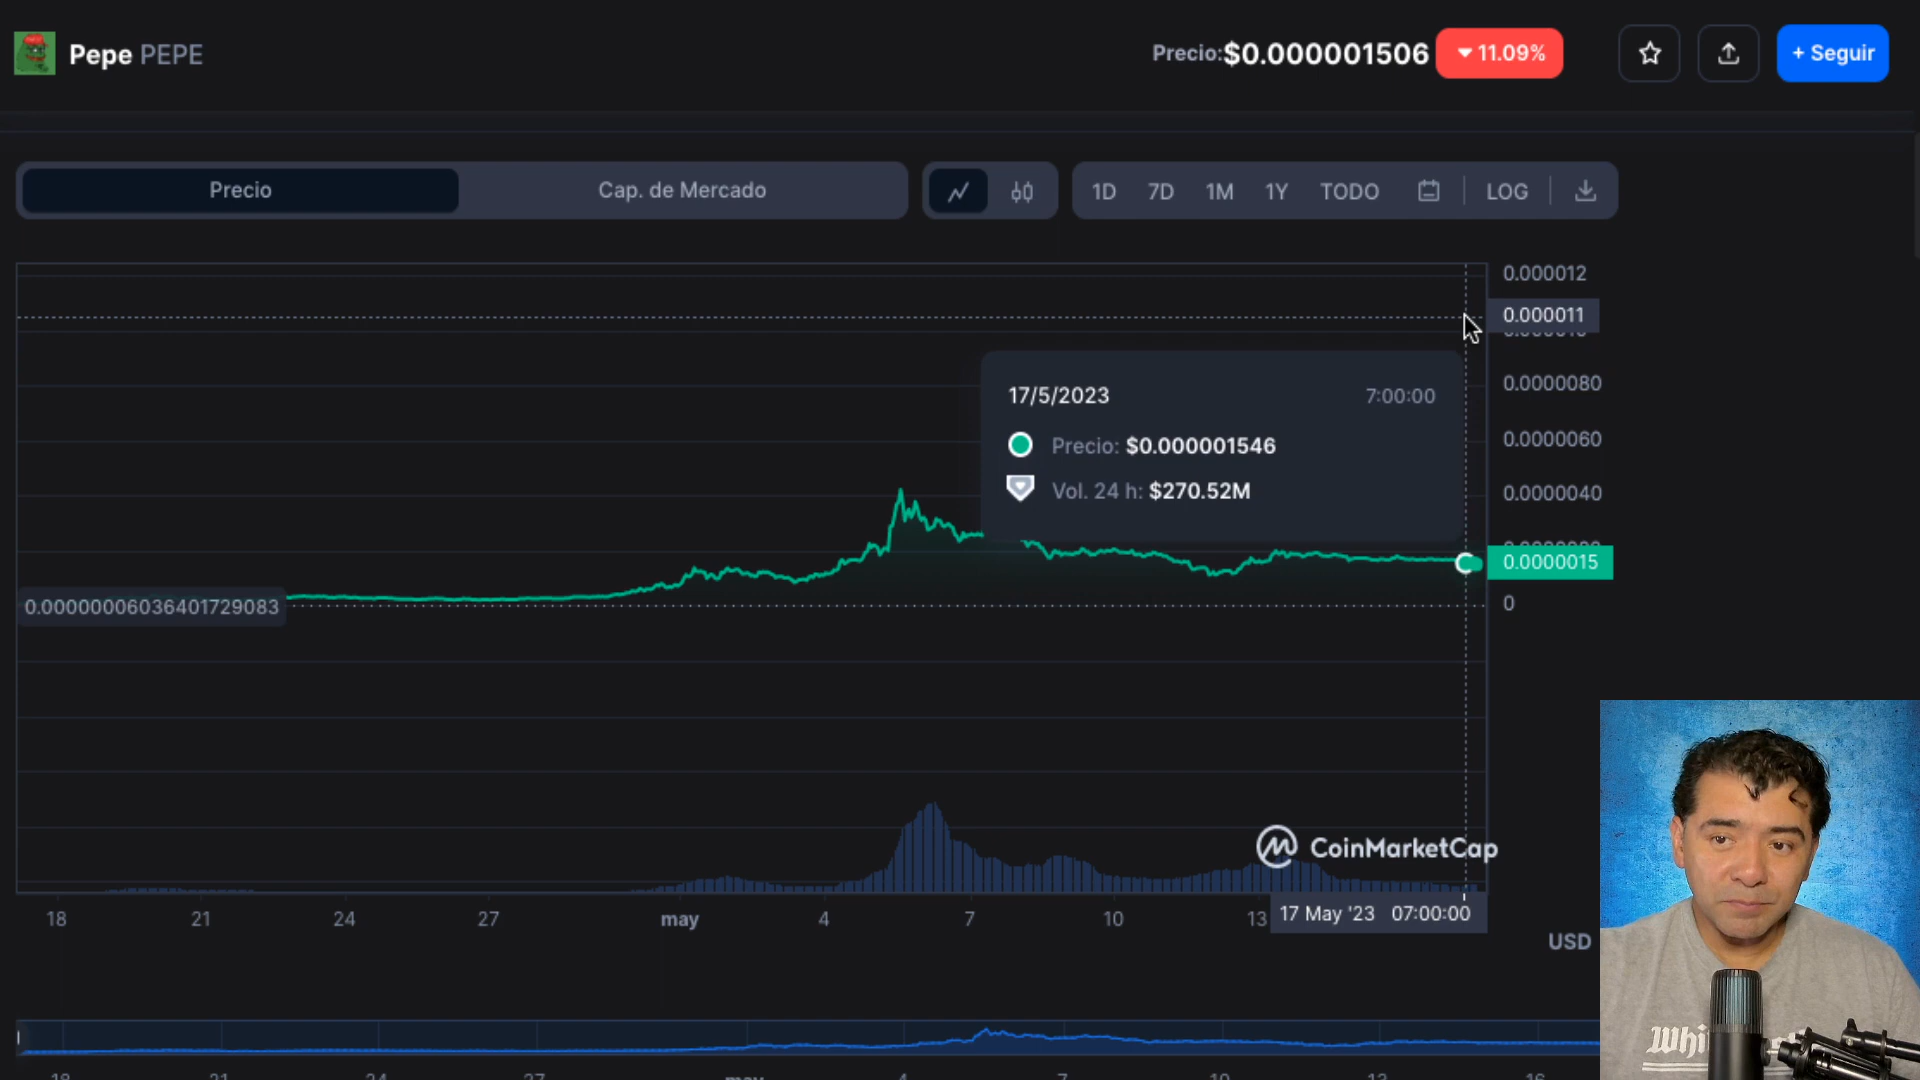 Pepe PEPE
Precio:$0.000001506 11.09%
+ Seguir
Precio
Cap. de Mercado
1D 7D 1M 1Y TODO LOG
0.000012
0.000011
0.0000080
0.0000060
0.0000040
0.0000015
0
17/5/2023 7:00:00
Precio: $0.000001546
Vol. 24 h: $270.52M
0.00000006036401729083
CoinMarketCap
18 21 24 27 may 4 7 10 13
17 May '23 07:00:00
USD